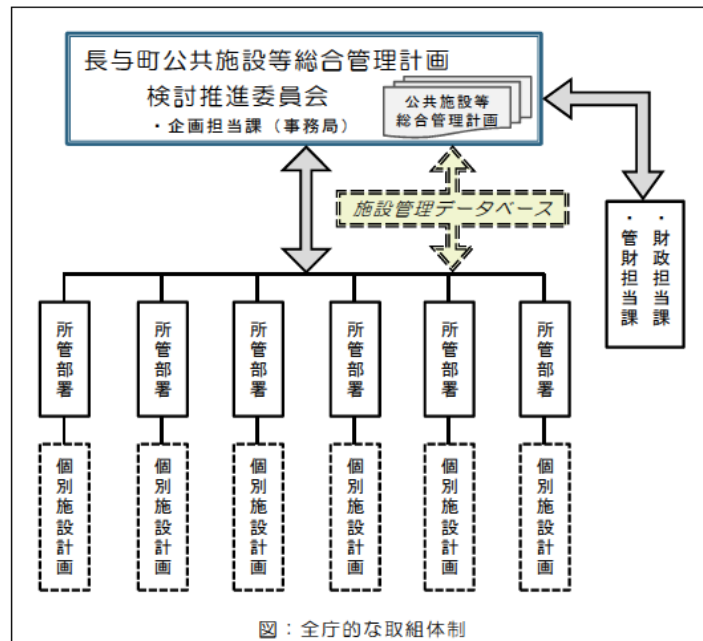 長与町公共施設等総合管理計画
検討推進委員会
・企画担当課（事務局）
公共施設等
総合管理計画
施設管理データベース
・財政担当課
・管財担当課
所管部署
所管部署
所管部署
所管部署
所管部署
所管部署
個別施設計画
個別施設計画
個別施設計画
個別施設計画
個別施設計画
個別施設計画
図：全庁的な取組体制